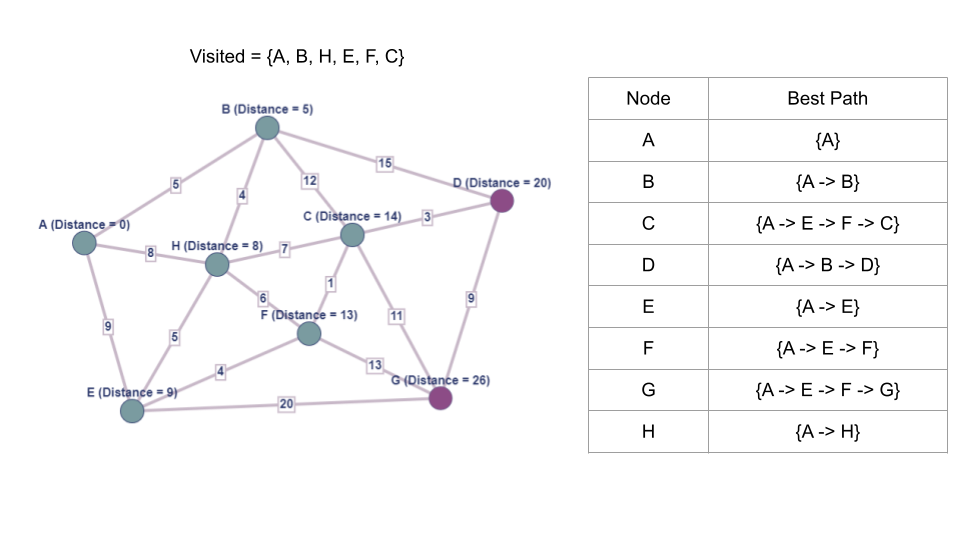 Visited = {A, B, H, E, F, C}
B (Distance = 5)
5
4
12
15
D (Distance = 20)
A (Distance = 0)
8
H (Distance = 8)
7
C (Distance = 14)
3
9
5
6
1
11
9
F (Distance = 13)
4
13
E (Distance = 9)
20
G (Distance = 26)
Node Best Path
A {A}
B {A -> B}
C {A -> E -> F -> C}
D {A -> B -> D}
E {A -> E}
F {A -> E -> F}
G {A -> E -> F -> G}
H {A -> H}